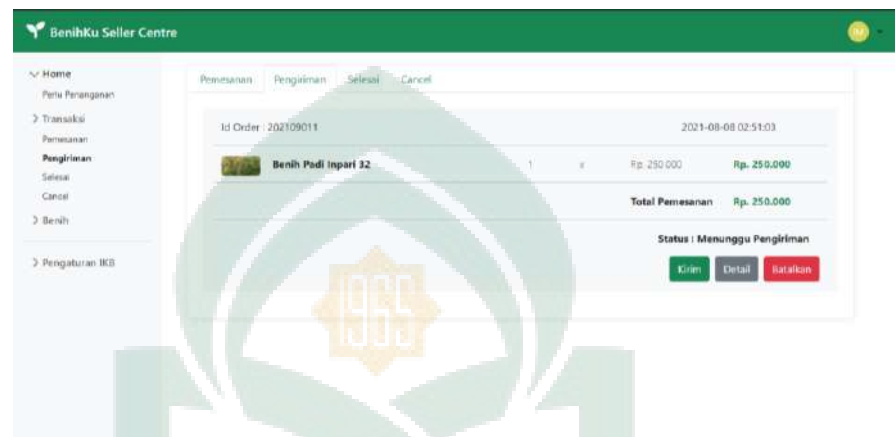 BenihKu Seller Centre
Home
Perlu Penanganan
Transaksi
Pemesanan
Pengiriman
Selesai
Cancel
Benih
Pengaturan IKB
Pemesanan Pengiriman Selesai Cancel
Id Order : 202109011 2021-08-08 02:51:03
Benih Padi Inpari 32 1 x Rp. 250.000 Rp. 250.000
Total Pemesanan Rp. 250.000
Status : Menunggu Pengiriman
Kirim Detail Batalkan
1965